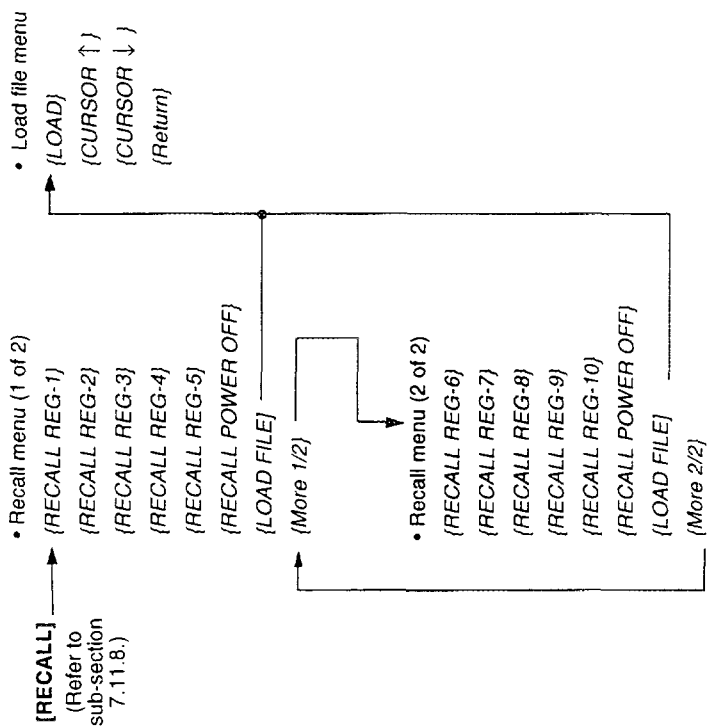 [RECALL]
(Refer to
sub-section
7.11.8.)
• Recall menu (1 of 2)
{RECALL REG-1}
{RECALL REG-2}
{RECALL REG-3}
{RECALL REG-4}
{RECALL REG-5}
{RECALL POWER OFF}
{LOAD FILE]
{More 1/2}
• Recall menu (2 of 2)
{RECALL REG-6}
{RECALL REG-7}
{RECALL REG-8}
{RECALL REG-9}
{RECALL REG-10}
{RECALL POWER OFF}
{LOAD FILE]
{More 2/2}
• Load file menu
{LOAD}
{CURSOR ↑}
{CURSOR ↓}
{Return}